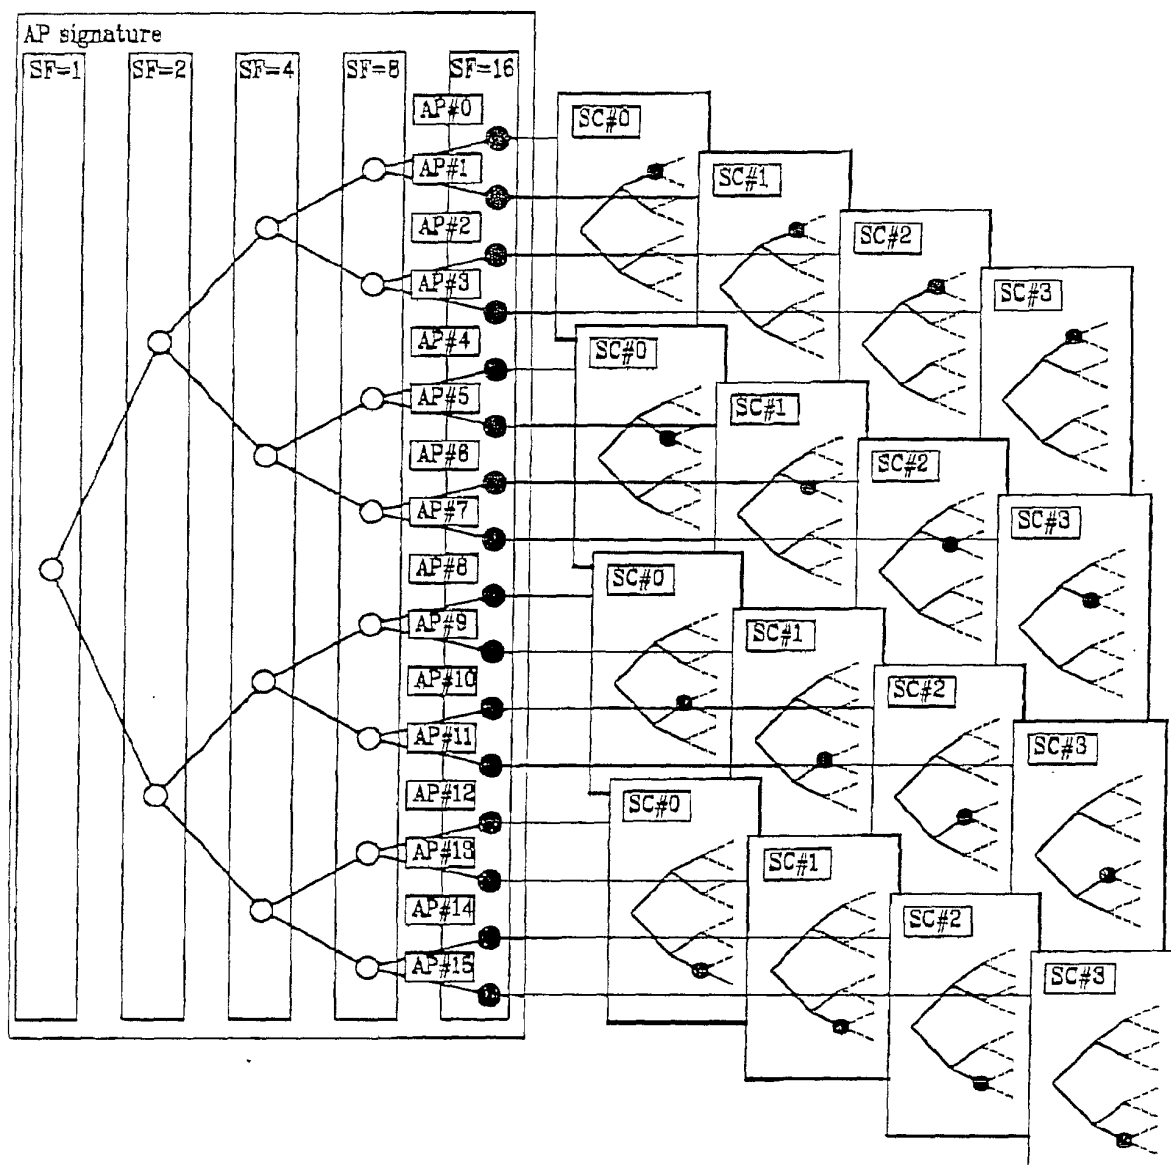 AP signature
SF=1 SF=2 SF=4 SF=8 SF=16
AP#0
SC#0
AP#1
SC#1
AP#2
SC#2
AP#3
SC#3
AP#4
SC#0
AP#5
SC#1
AP#6
SC#2
AP#7
SC#3
AP#8
SC#0
AP#9
SC#1
AP#10
SC#2
AP#11
SC#3
AP#12
SC#0
AP#13
SC#1
AP#14
SC#2
AP#15
SC#3